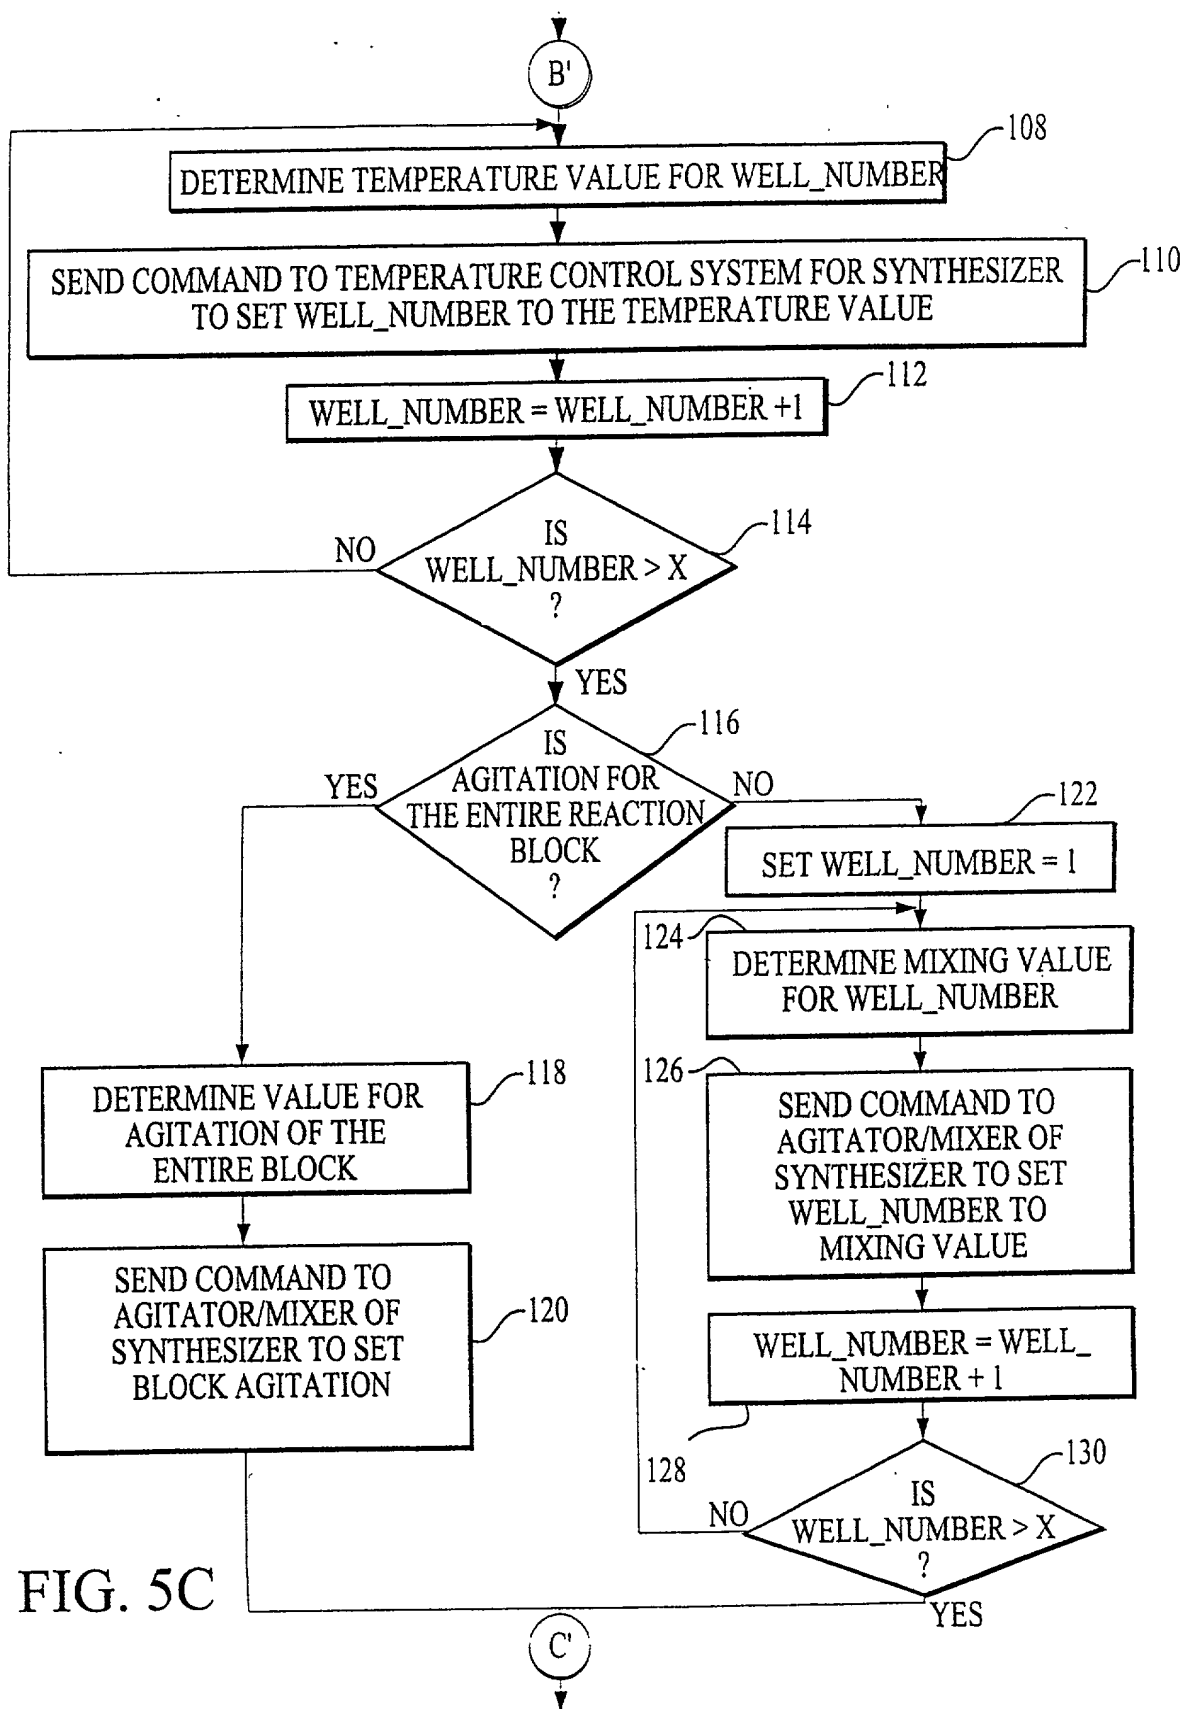 B'
108
DETERMINE TEMPERATURE VALUE FOR WELL_NUMBER
110
SEND COMMAND TO TEMPERATURE CONTROL SYSTEM FOR SYNTHESIZER
TO SET WELL_NUMBER TO THE TEMPERATURE VALUE
112
WELL_NUMBER = WELL_NUMBER +1
114
IS
WELL_NUMBER > X
?
NO
YES
116
IS
AGITATION FOR
THE ENTIRE REACTION
BLOCK
?
YES
NO
122
SET WELL_NUMBER = 1
124
DETERMINE MIXING VALUE
FOR WELL_NUMBER
118
DETERMINE VALUE FOR
AGITATION OF THE
ENTIRE BLOCK
126
SEND COMMAND TO
AGITATOR/MIXER OF
SYNTHESIZER TO SET
WELL_NUMBER TO
MIXING VALUE
120
SEND COMMAND TO
AGITATOR/MIXER OF
SYNTHESIZER TO SET
BLOCK AGITATION
WELL_NUMBER = WELL_
NUMBER + 1
128
130
IS
WELL_NUMBER > X
?
NO
YES
FIG. 5C
C'